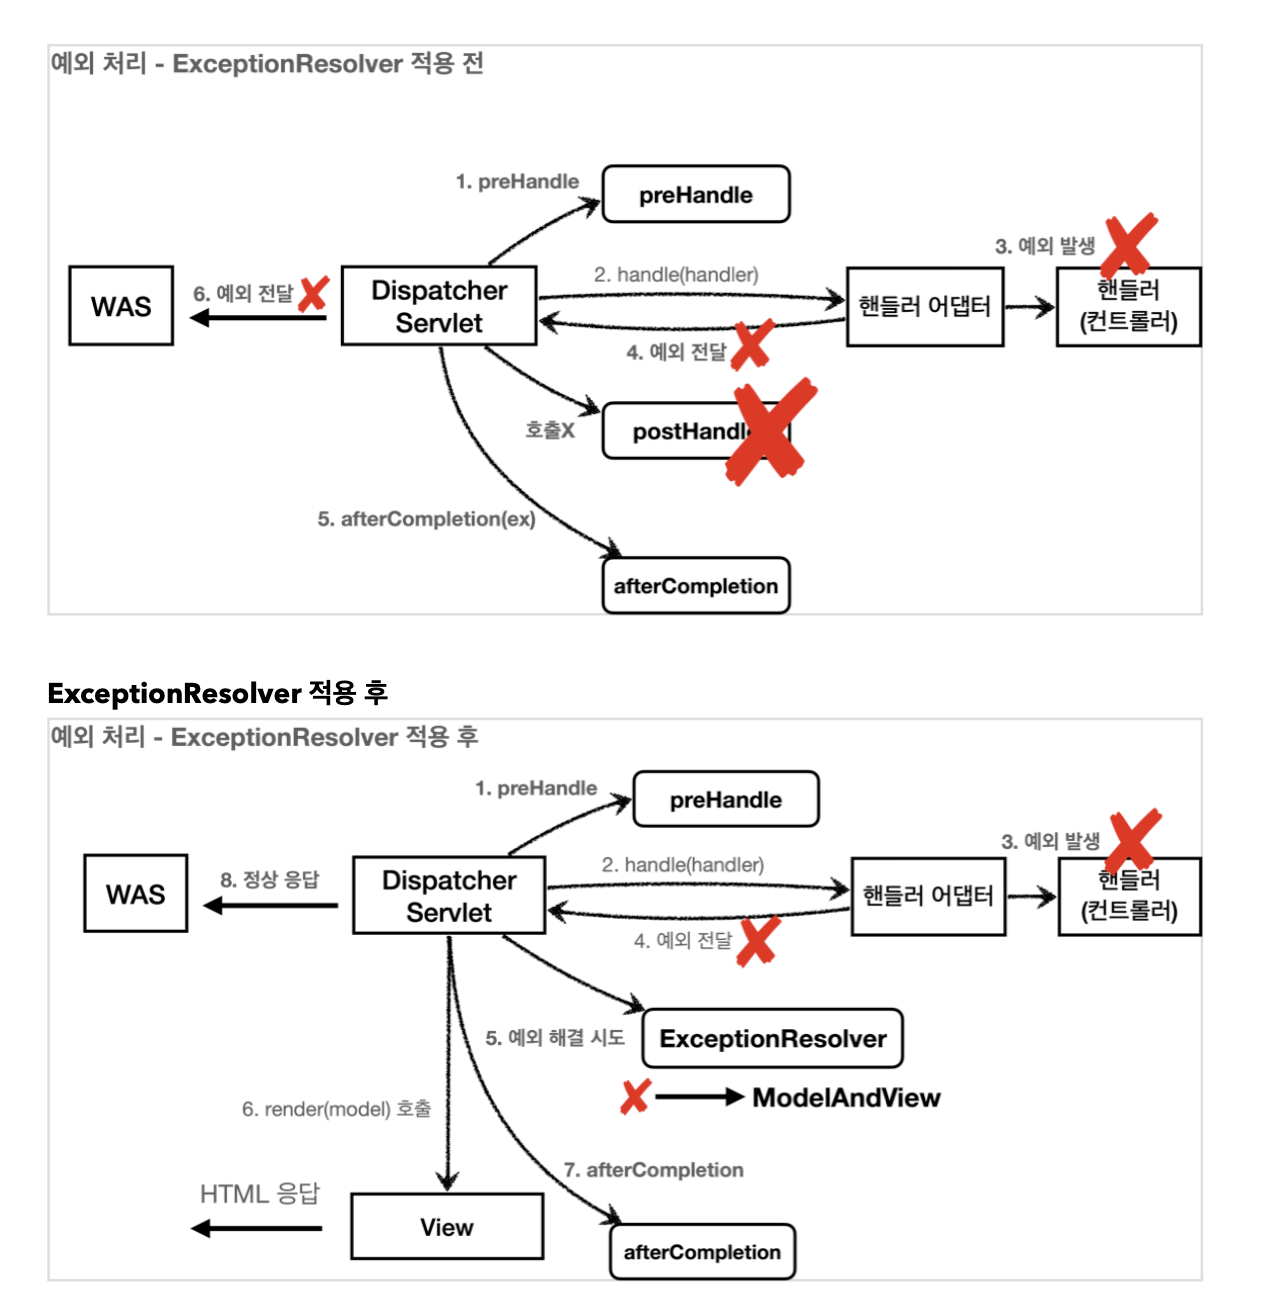 예외 처리 - ExceptionResolver 적용 전
1. preHandle
preHandle
3. 예외 발생
WAS
6. 예외 전달
Dispatcher
Servlet
2. handle(handler)
핸들러 어댑터
핸들러
(컨트롤러)
4. 예외 전달
호출X
postHandl
5. afterCompletion(ex)
afterCompletion
ExceptionResolver 적용 후
예외 처리 - ExceptionResolver 적용 후
1. preHandle
preHandle
3. 예외 발생
WAS
8. 정상 응답
Dispatcher
Servlet
2. handle(handler)
핸들러 어댑터
핸들러
(컨트롤러)
4. 예외 전달
5. 예외 해결 시도
ExceptionResolver
ModelAndView
6. render(model) 호출
7. afterCompletion
HTML 응답
View
afterCompletion